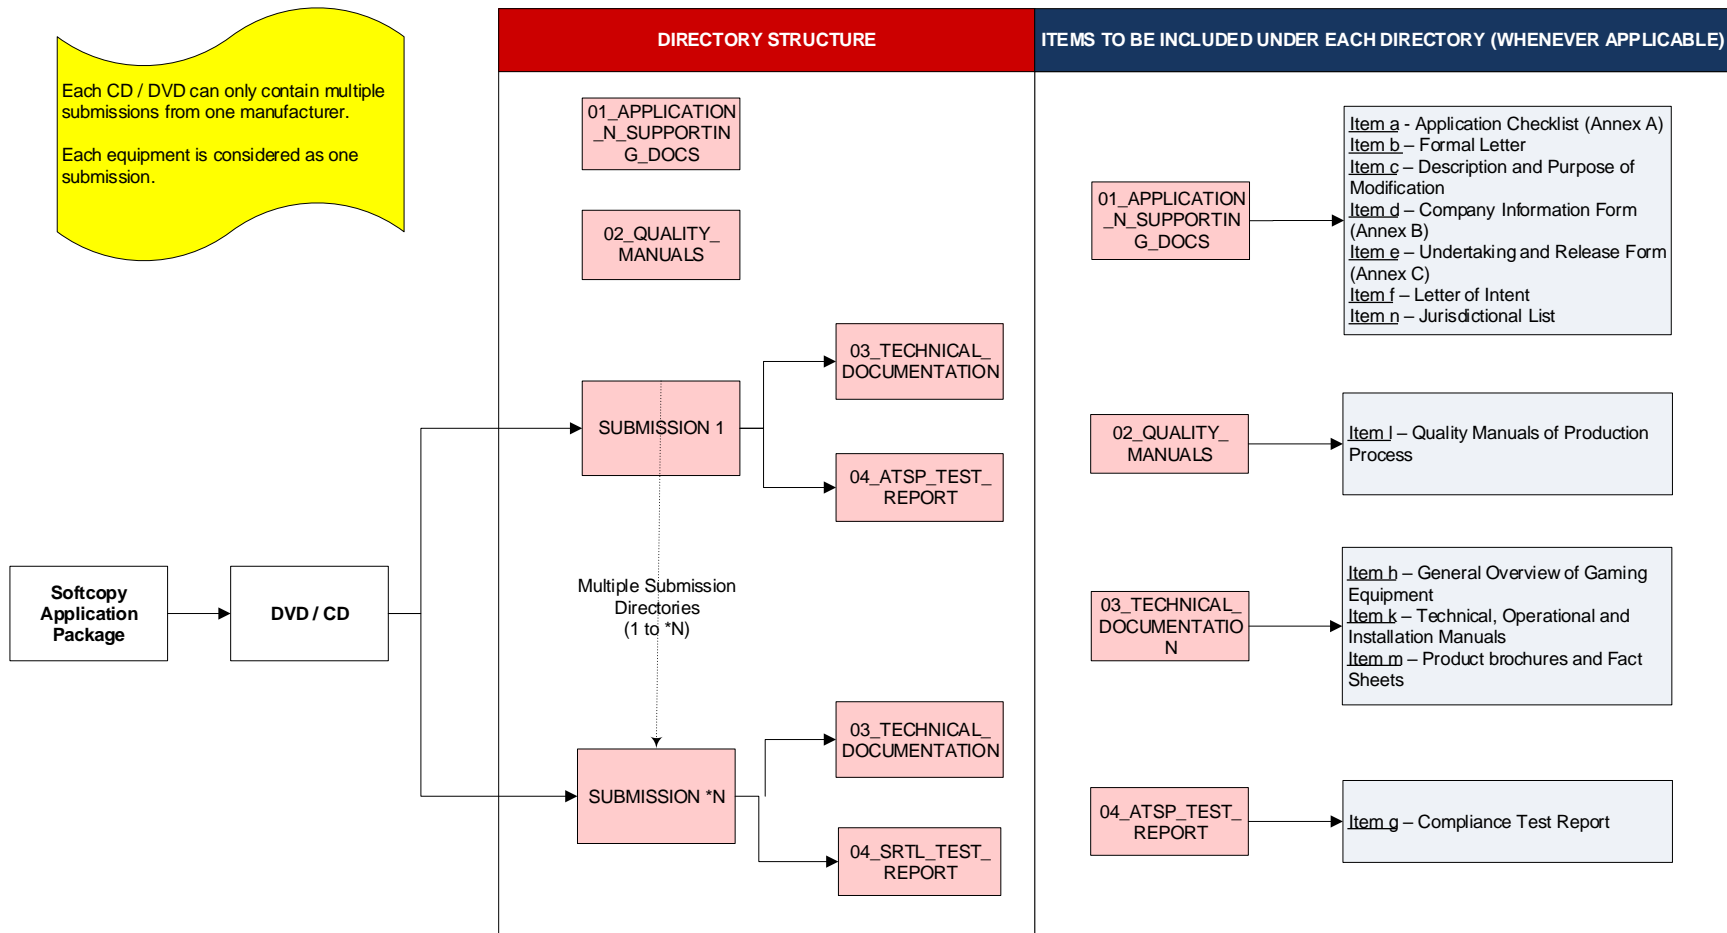 Each CD / DVD can only contain multiple
submissions from one manufacturer.
Each equipment is considered as one
submission.
DIRECTORY STRUCTURE
ITEMS TO BE INCLUDED UNDER EACH DIRECTORY (WHENEVER APPLICABLE)
01_APPLICATION
_N_SUPPORTIN
G_DOCS
02_QUALITY_
MANUALS
Softcopy
Application
Package
DVD / CD
SUBMISSION 1
03_TECHNICAL_
DOCUMENTATION
04_ATSP_TEST_
REPORT
Multiple Submission
Directories
(1 to *N)
SUBMISSION *N
03_TECHNICAL_
DOCUMENTATION
04_SRTL_TEST_
REPORT
01_APPLICATION
_N_SUPPORTIN
G_DOCS
Item a - Application Checklist (Annex A)
Item b – Formal Letter
Item c – Description and Purpose of
Modification
Item d – Company Information Form
(Annex B)
Item e – Undertaking and Release Form
(Annex C)
Item f – Letter of Intent
Item n – Jurisdictional List
02_QUALITY_
MANUALS
Item l – Quality Manuals of Production
Process
03_TECHNICAL_
DOCUMENTATIO
N
Item h – General Overview of Gaming
Equipment
Item k – Technical, Operational and
Installation Manuals
Item m – Product brochures and Fact
Sheets
04_ATSP_TEST_
REPORT
Item g – Compliance Test Report